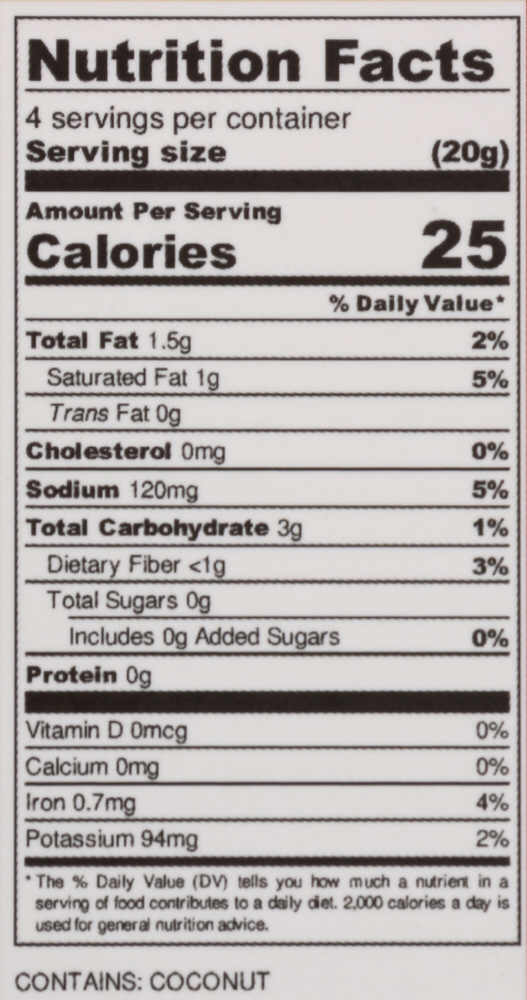 Nutrition Facts
4 servings per container
Serving size (20g)
Amount Per Serving
Calories 25
% Daily Value*
Total Fat 1.5g 2%
Saturated Fat 1g 5%
Trans Fat 0g
Cholesterol 0mg 0%
Sodium 120mg 5%
Total Carbohydrate 3g 1%
Dietary Fiber <1g 3%
Total Sugars 0g
Includes 0g Added Sugars 0%
Protein 0g
Vitamin D 0mcg 0%
Calcium 0mg 0%
Iron 0.7mg 4%
Potassium 94mg 2%
* The % Daily Value (DV) tells you how much a nutrient in a
serving of food contributes to a daily diet. 2,000 calories a day is
used for general nutrition advice.
CONTAINS: COCONUT